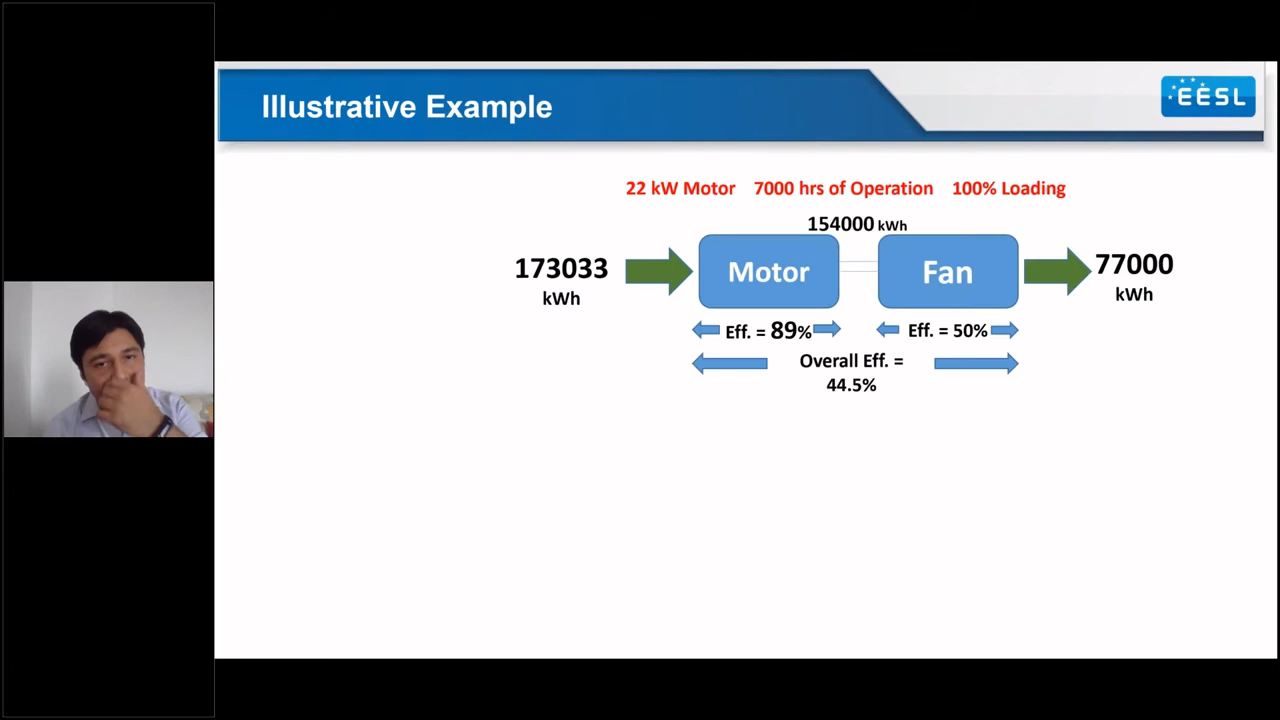 Illustrative Example
EESL
22 kW Motor 7000 hrs of Operation 100% Loading
154000 kWh
173033
kWh
Motor
Fan
77000
kWh
Eff. = 89%
Eff. = 50%
Overall Eff. =
44.5%